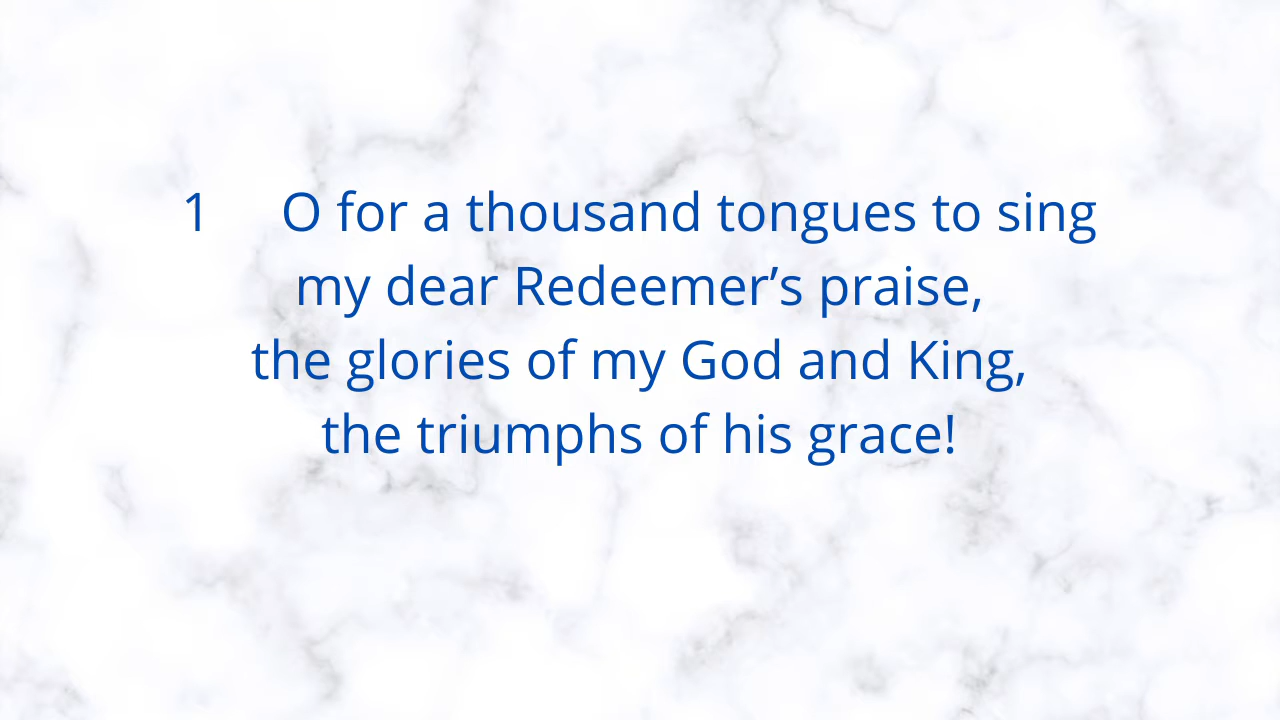 1 O for a thousand tongues to sing
my dear Redeemer’s praise,
the glories of my God and King,
the triumphs of his grace!